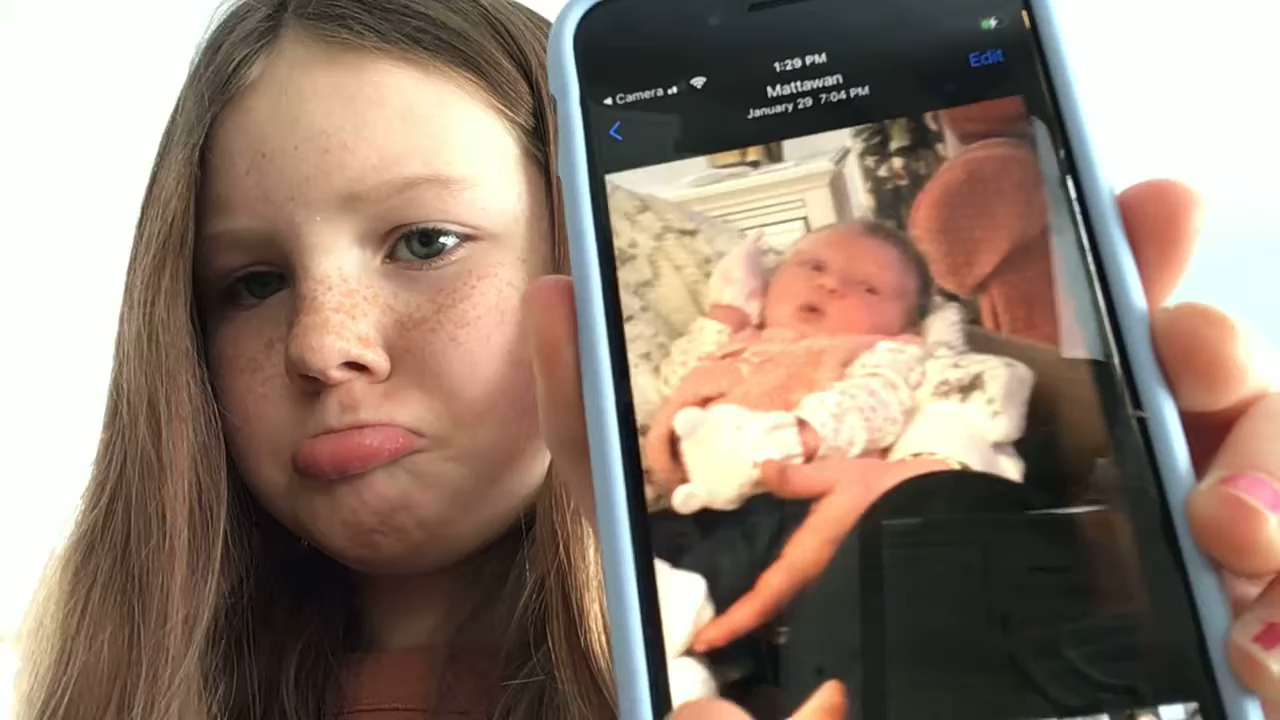 1:29 PM
◀ Camera
Mattawan
January 29 7:04 PM
Edit